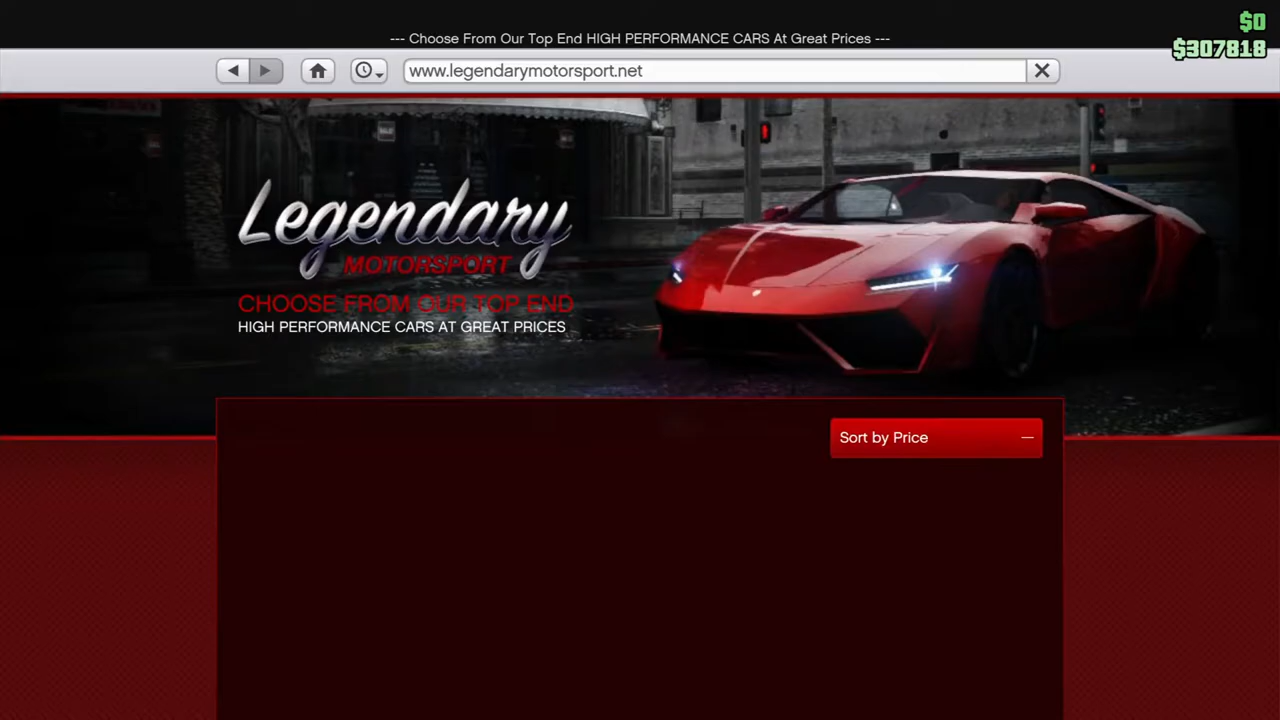 $0
--- Choose From Our Top End HIGH PERFORMANCE CARS At Great Prices ---
$307818
www.legendarymotorsport.net
Legendary
MOTORSPORT
CHOOSE FROM OUR TOP END
HIGH PERFORMANCE CARS AT GREAT PRICES
Sort by Price